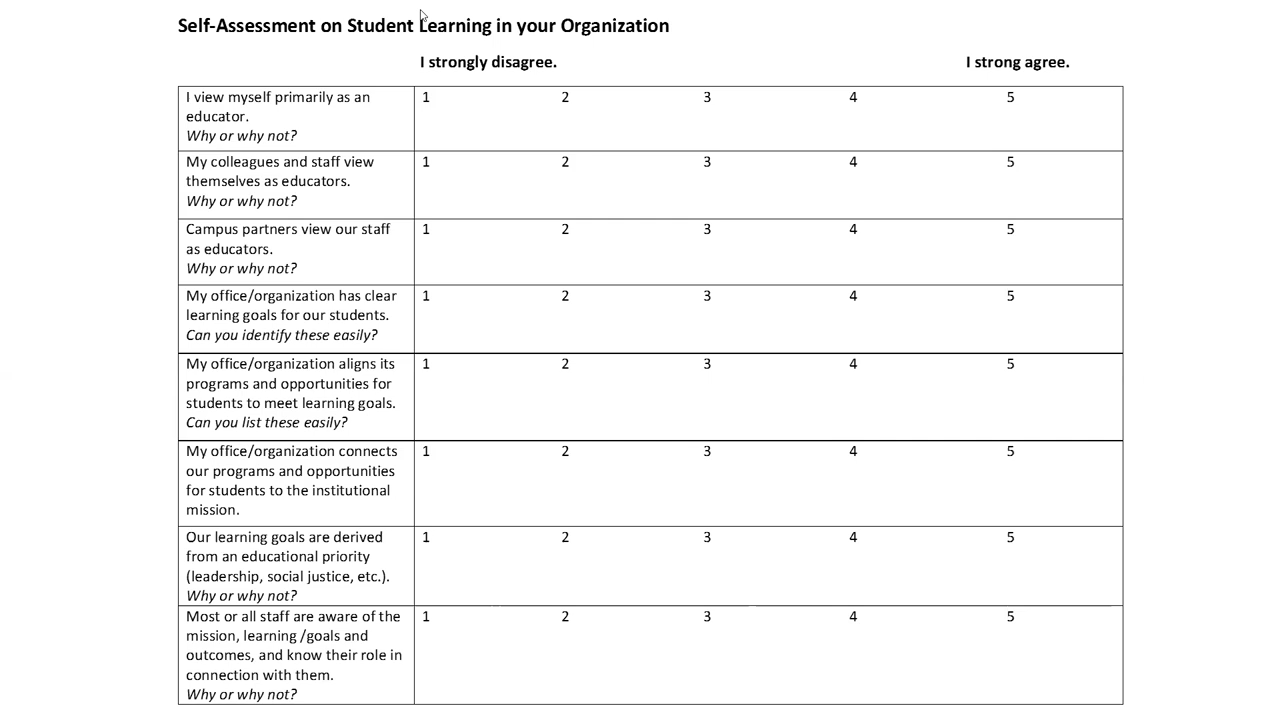 Self-Assessment on Student Learning in your Organization
I strongly disagree. I strong agree.
I view myself primarily as an 1 2 3 4 5
educator.
Why or why not?
My colleagues and staff view 1 2 3 4 5
themselves as educators.
Why or why not?
Campus partners view our staff 1 2 3 4 5
as educators.
Why or why not?
My office/organization has clear 1 2 3 4 5
learning goals for our students.
Can you identify these easily?
My office/organization aligns its 1 2 3 4 5
programs and opportunities for
students to meet learning goals.
Can you list these easily?
My office/organization connects 1 2 3 4 5
our programs and opportunities
for students to the institutional
mission.
Our learning goals are derived 1 2 3 4 5
from an educational priority
(leadership, social justice, etc.).
Why or why not?
Most or all staff are aware of the 1 2 3 4 5
mission, learning /goals and
outcomes, and know their role in
connection with them.
Why or why not?